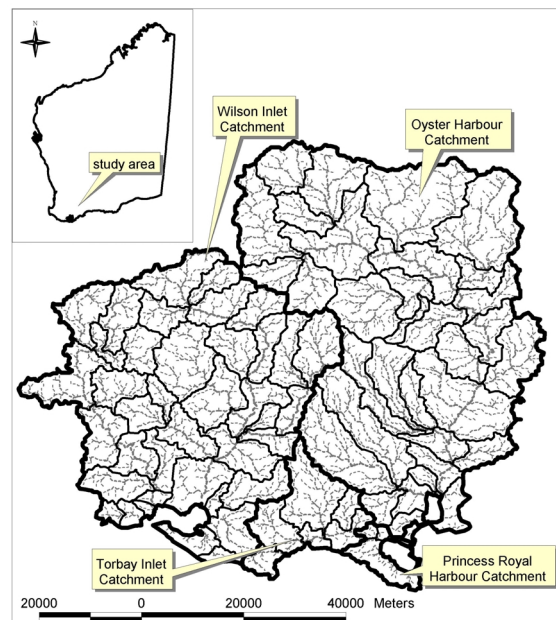 N
study area
Wilson Inlet
Catchment
Oyster Harbour
Catchment
Torbay Inlet
Catchment
Princess Royal
Harbour Catchment
20000 0 20000 40000 Meters